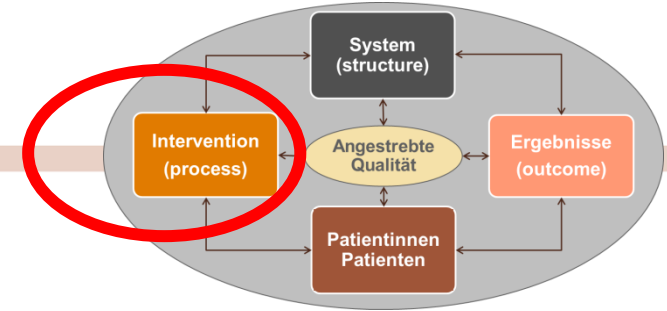 System
(structure)
Intervention
(process)
Angestrebte
Qualität
Ergebnisse
(outcome)
Patientinnen
Patienten